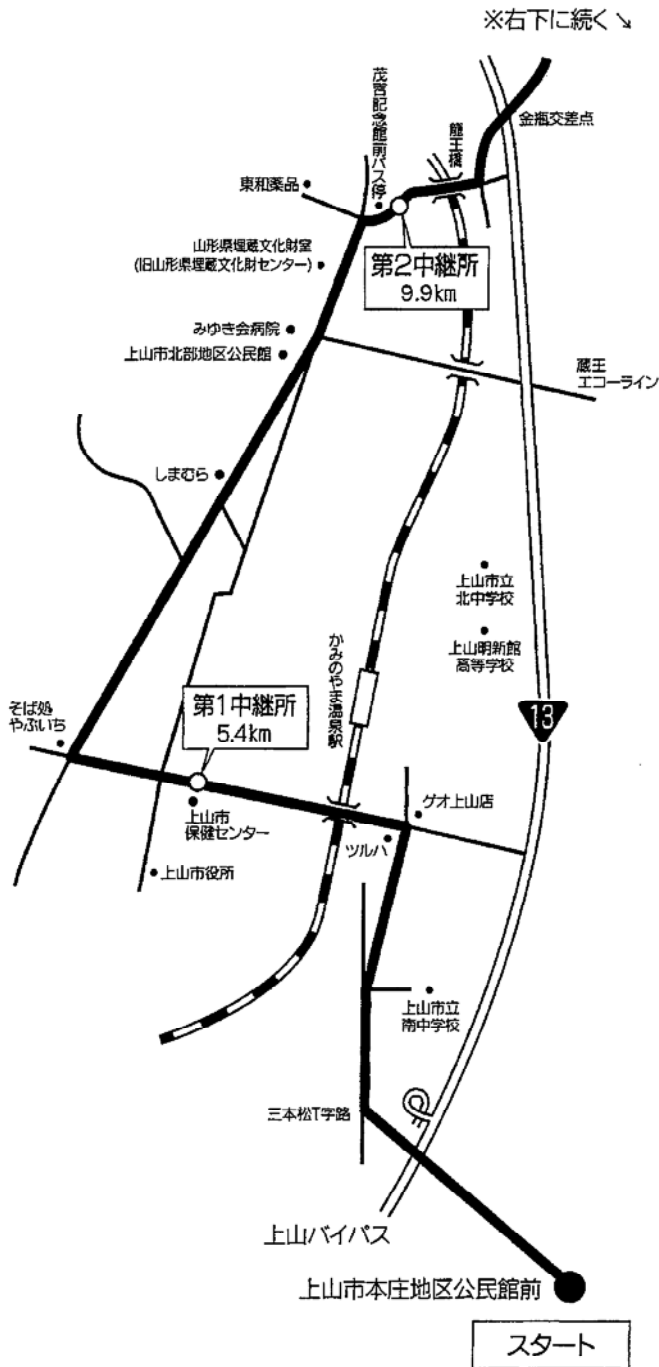 ※右下に続く↘
茂吉記念館前バス停
龍王橋
金瓶交差点
東和薬品
山形県埋蔵文化財室
(旧山形県埋蔵文化財センター)
第2中継所
9.9km
みゆき会病院
上山市北部地区公民館
蔵王
エコーライン
しまむら
上山市立
北中学校
上山明新館
高等学校
かみのやま温泉駅
13
そば処
やぶいち
第1中継所
5.4km
上山市
保健センター
ゲオ上山店
ツルハ
上山市役所
上山市立
南中学校
三本松T字路
上山バイパス
上山市本庄地区公民館前
スタート